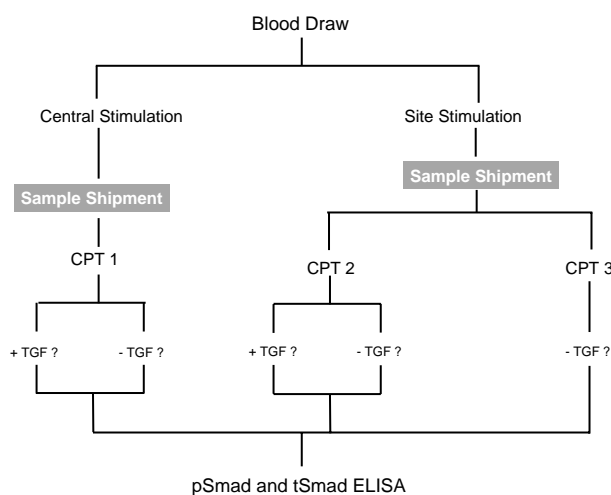 Blood Draw
Central Stimulation
Site Stimulation
Sample Shipment
Sample Shipment
CPT 1
CPT 2
CPT 3
+ TGF ?
- TGF ?
+ TGF ?
- TGF ?
- TGF ?
pSmad and tSmad ELISA